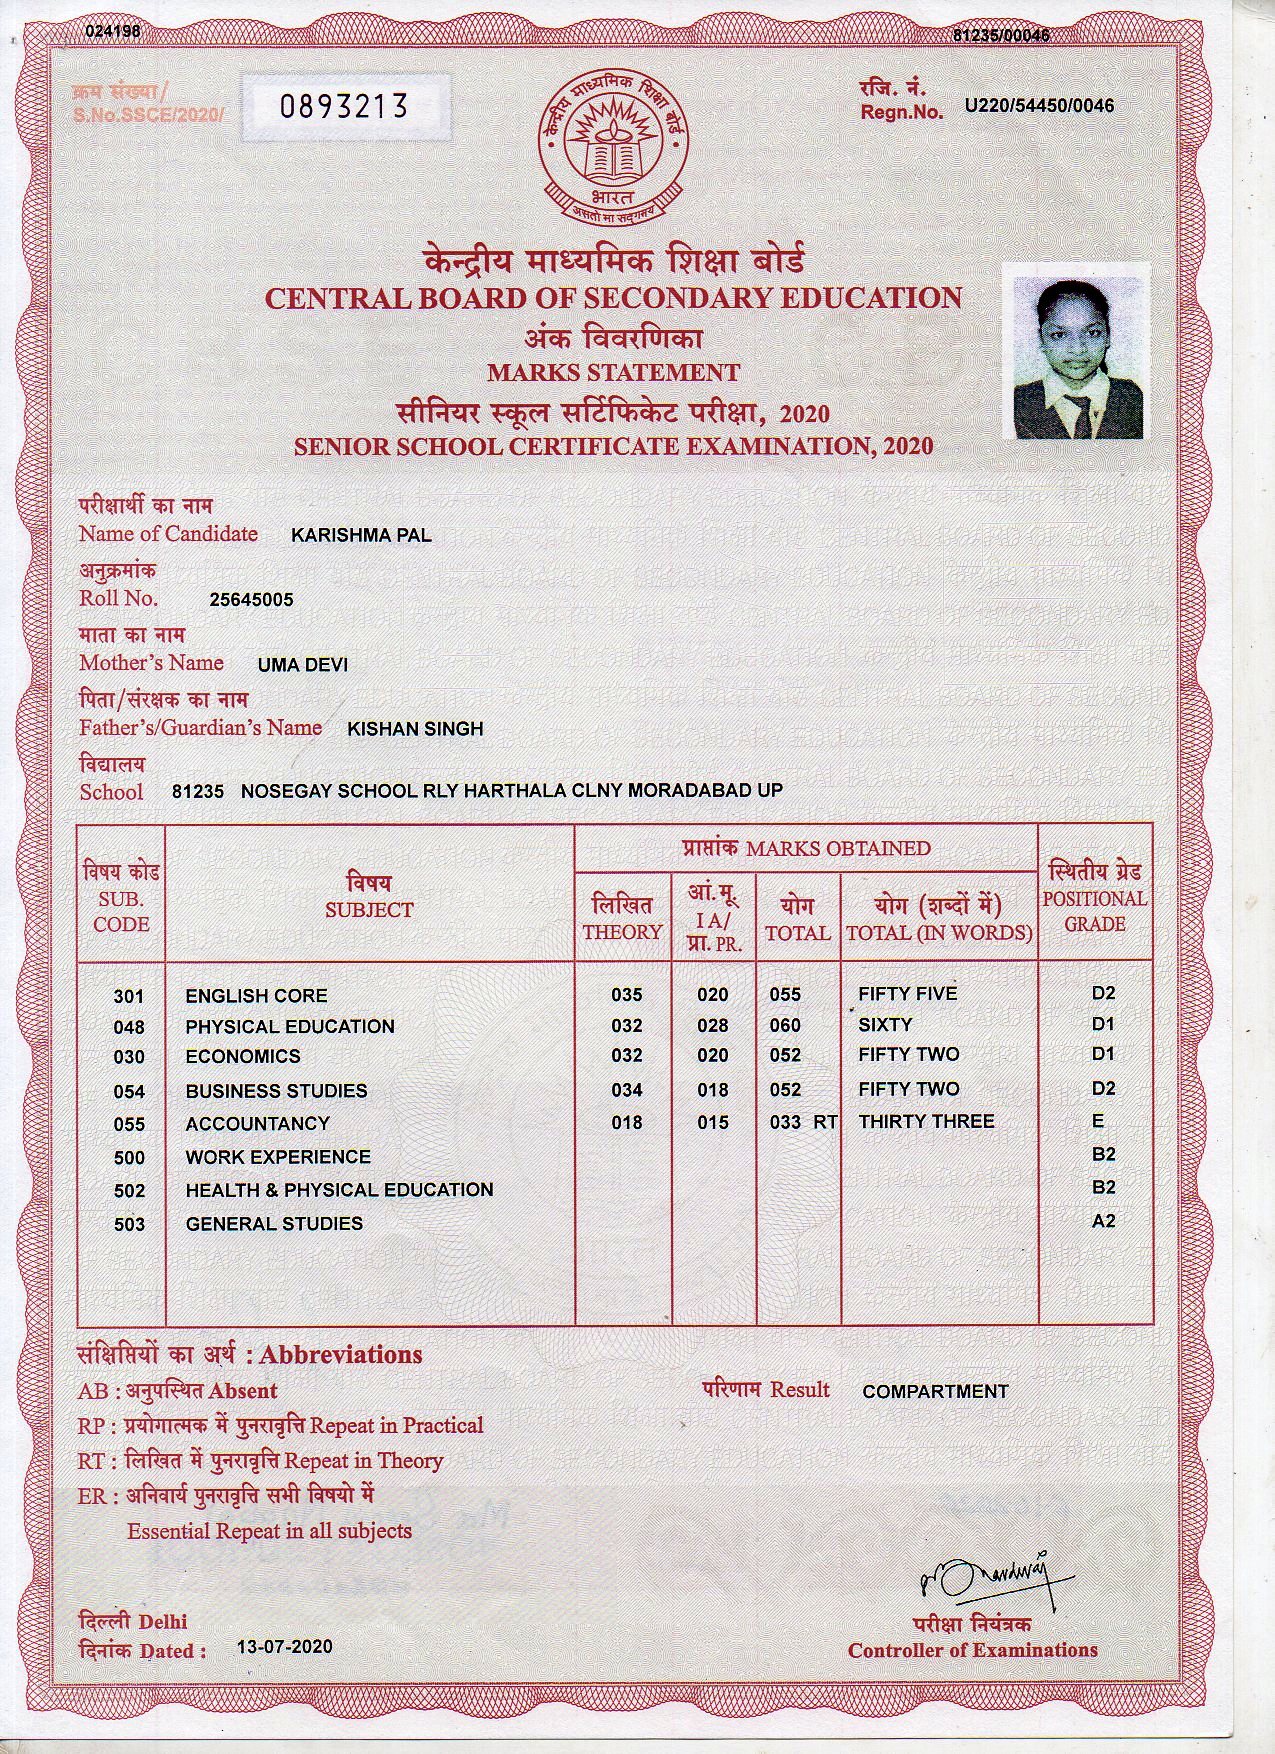 024198
81235/00046
क्रम संख्या/
S.No.SSCE/2020/ 0893213
रजि. नं.
Regn.No. U220/54450/0046
केन्द्रीय माध्यमिक शिक्षा बोर्ड
भारत
असतो मा सद्गमय
केन्द्रीय माध्यमिक शिक्षा बोर्ड
CENTRAL BOARD OF SECONDARY EDUCATION
अंक विवरणिका
MARKS STATEMENT
सीनियर स्कूल सर्टिफिकेट परीक्षा, 2020
SENIOR SCHOOL CERTIFICATE EXAMINATION, 2020
परीक्षार्थी का नाम
Name of Candidate KARISHMA PAL
अनुक्रमांक
Roll No. 25645005
माता का नाम
Mother's Name UMA DEVI
पिता/संरक्षक का नाम
Father's/Guardian's Name KISHAN SINGH
विद्यालय
School 81235 NOSEGAY SCHOOL RLY HARTHALA CLNY MORADABAD UP
विषय कोड
SUB.
CODE
विषय
SUBJECT
प्राप्तांक MARKS OBTAINED
लिखित
THEORY
आं.मू.
I A/
प्रा. PR.
योग
TOTAL
योग (शब्दों में)
TOTAL (IN WORDS)
स्थितीय ग्रेड
POSITIONAL
GRADE
301 ENGLISH CORE 035 020 055 FIFTY FIVE D2
048 PHYSICAL EDUCATION 032 028 060 SIXTY D1
030 ECONOMICS 032 020 052 FIFTY TWO D1
054 BUSINESS STUDIES 034 018 052 FIFTY TWO D2
055 ACCOUNTANCY 018 015 033 RT THIRTY THREE E
500 WORK EXPERIENCE B2
502 HEALTH & PHYSICAL EDUCATION B2
503 GENERAL STUDIES A2
संक्षिप्तियों का अर्थ : Abbreviations
AB : अनुपस्थित Absent
परिणाम Result COMPARTMENT
RP : प्रयोगात्मक में पुनरावृत्ति Repeat in Practical
RT : लिखित में पुनरावृत्ति Repeat in Theory
ER : अनिवार्य पुनरावृत्ति सभी विषयो में
Essential Repeat in all subjects
दिल्ली Delhi
दिनांक Dated : 13-07-2020
परीक्षा नियंत्रक
Controller of Examinations